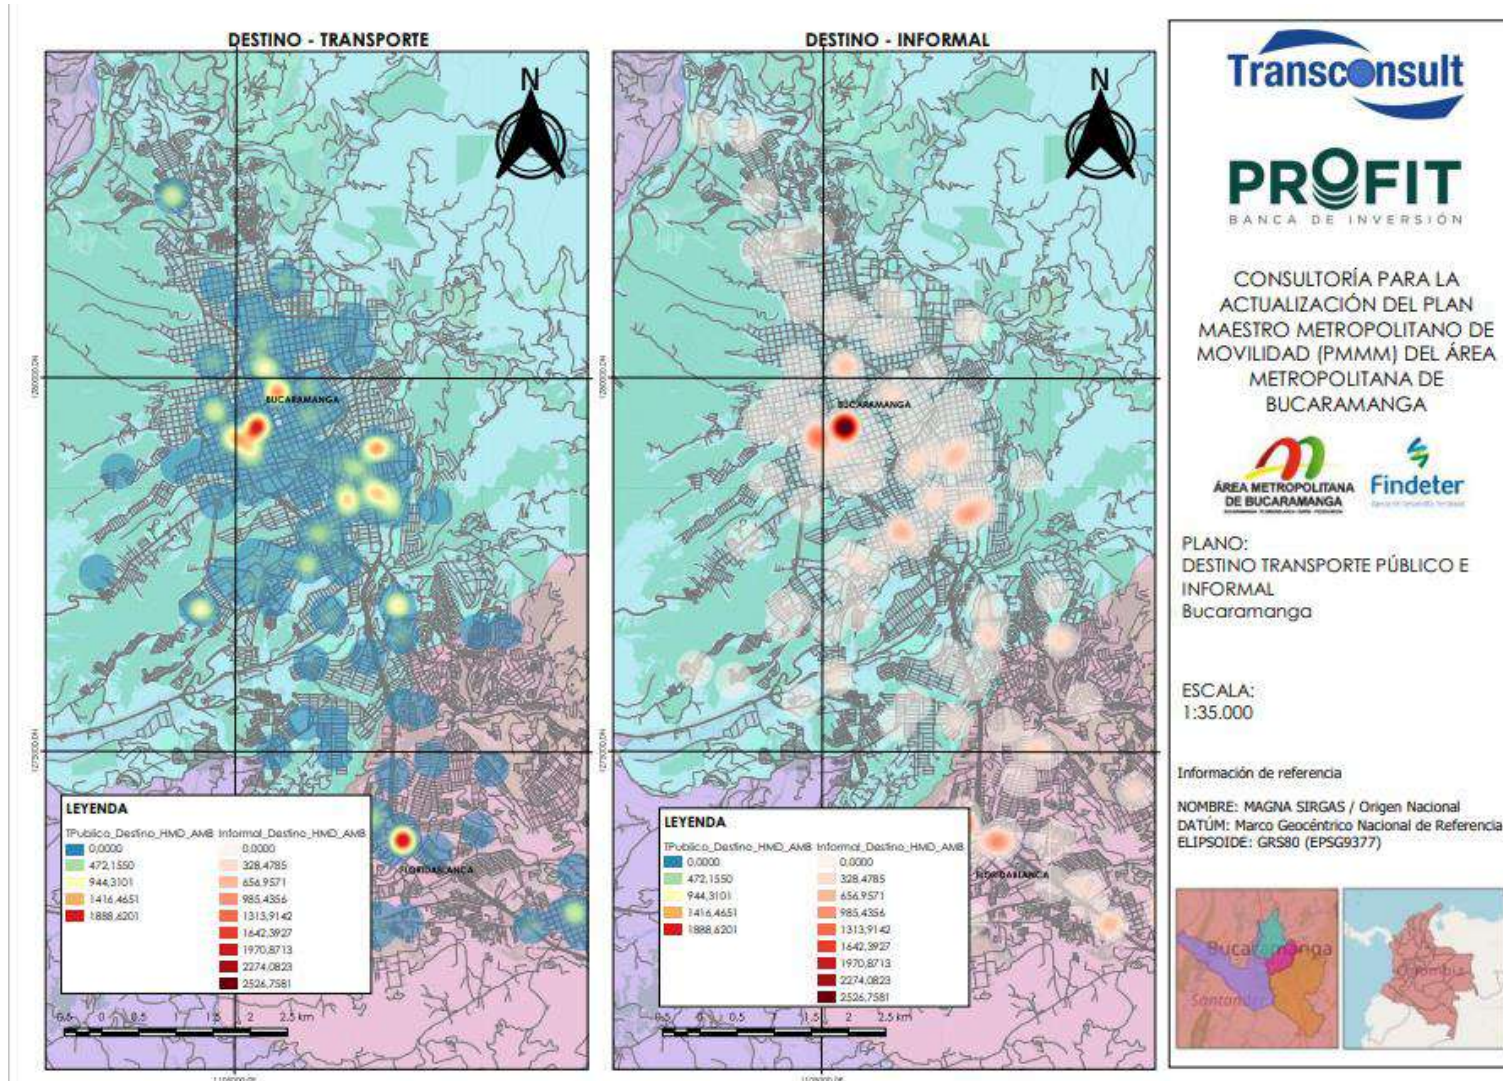 DESTINO - TRANSPORTE
N
BUCARAMANGA
FLORIDABLANCA
LEYENDA
TPublico_Destino_HMD_AMB Informal_Destino_HMD_AMB
0,0000 0,0000
472,1550 328,4785
944,3101 656,9571
1416,4651 985,4356
1888,6201 1313,9142
1642,3927
1970,8713
2274,0823
2526,7581
0.5 0 0.5 1 1.5 2 2.5 km
DESTINO - INFORMAL
N
BUCARAMANGA
FLORIDABLANCA
LEYENDA
TPublico_Destino_HMD_AMB Informal_Destino_HMD_AMB
0,0000 0,0000
472,1550 328,4785
944,3101 656,9571
1416,4651 985,4356
1888,6201 1313,9142
1642,3927
1970,8713
2274,0823
2526,7581
0.5 0 0.5 1 1.5 2 2.5 km
Transconsult
PROFIT
BANCA DE INVERSIÓN
CONSULTORÍA PARA LA
ACTUALIZACIÓN DEL PLAN
MAESTRO METROPOLITANO DE
MOVILIDAD (PMMM) DEL ÁREA
METROPOLITANA DE
BUCARAMANGA
ÁREA METROPOLITANA
DE BUCARAMANGA
Findeter
PLANO:
DESTINO TRANSPORTE PÚBLICO E
INFORMAL
Bucaramanga
ESCALA:
1:35.000
Información de referencia
NOMBRE: MAGNA SIRGAS / Origen Nacional
DATÚM: Marco Geocéntrico Nacional de Referencia
ELIPSOIDE: GRS80 (EPSG9377)
Bucaramanga
Santander
Colombia